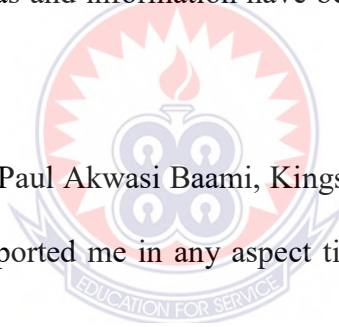 as and information have be
Paul Akwasi Baami, Kings
ported me in any aspect ti
EDUCATION FOR SERVICE